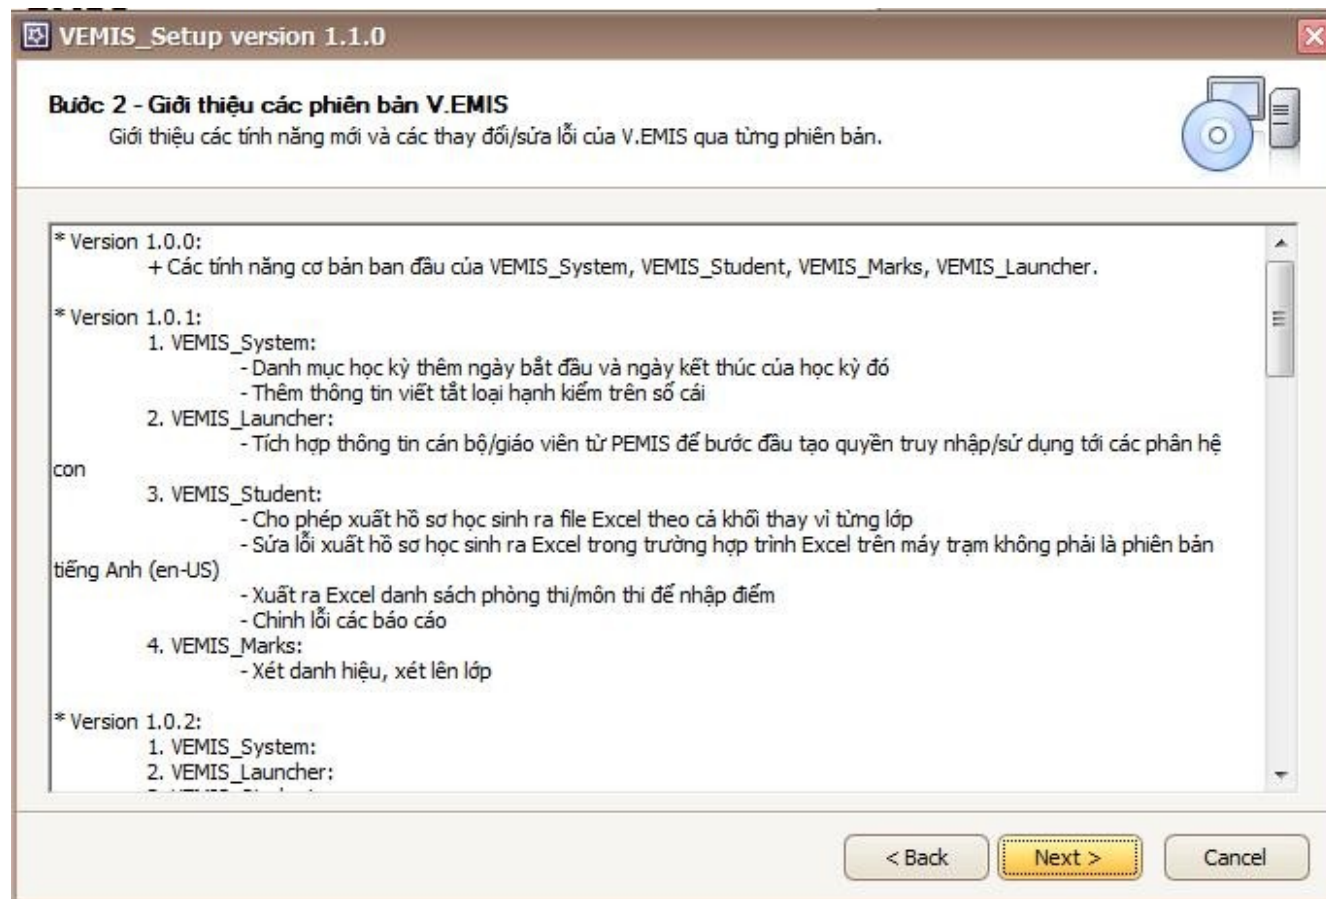 VEMIS_Setup version 1.1.0
Bước 2 - Giới thiệu các phiên bản V.EMIS
Giới thiệu các tính năng mới và các thay đổi/sửa lỗi của V.EMIS qua từng phiên bản.
* Version 1.0.0:
+ Các tính năng cơ bản ban đầu của VEMIS_System, VEMIS_Student, VEMIS_Marks, VEMIS_Launcher.
* Version 1.0.1:
1. VEMIS_System:
- Danh mục học kỳ thêm ngày bắt đầu và ngày kết thúc của học kỳ đó
- Thêm thông tin viết tắt loại hạnh kiểm trên sổ cái
2. VEMIS_Launcher:
- Tích hợp thông tin cán bộ/giáo viên từ PEMIS để bước đầu tạo quyền truy nhập/sử dụng tới các phân hệ
con
3. VEMIS_Student:
- Cho phép xuất hồ sơ học sinh ra file Excel theo cả khối thay vì từng lớp
- Sửa lỗi xuất hồ sơ học sinh ra Excel trong trường hợp trình Excel trên máy trạm không phải là phiên bản
tiếng Anh (en-US)
- Xuất ra Excel danh sách phòng thi/môn thi để nhập điểm
- Chinh lỗi các báo cáo
4. VEMIS_Marks:
- Xét danh hiệu, xét lên lớp
* Version 1.0.2:
1. VEMIS_System:
2. VEMIS_Launcher:
< Back
Next >
Cancel